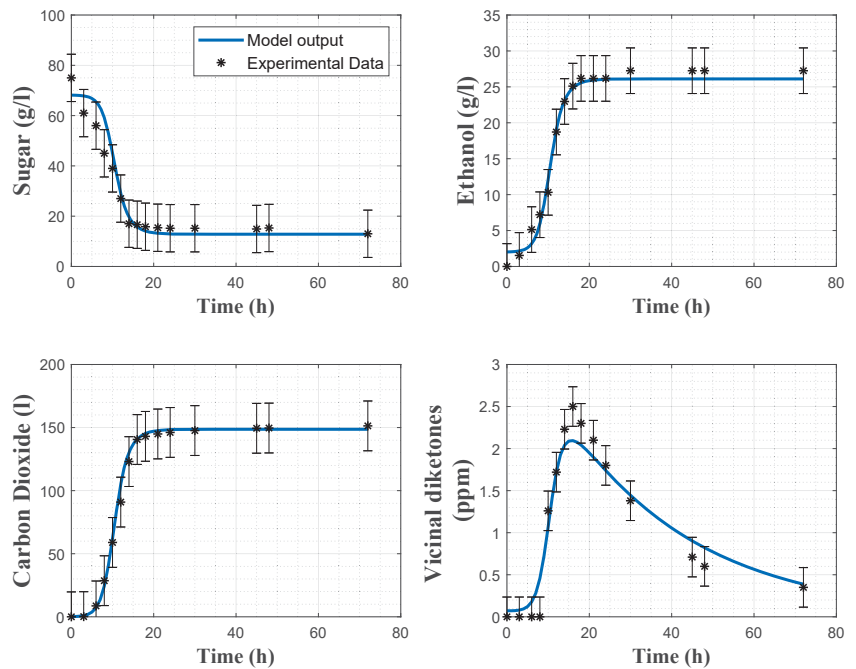 Model output
Experimental Data
Sugar (g/l)
100
80
60
40
20
0
0 20 40 60 80
Time (h)
Ethanol (g/l)
35
30
25
20
15
10
5
0
0 20 40 60 80
Time (h)
Carbon Dioxide (l)
200
150
100
50
0
0 20 40 60 80
Time (h)
Vicinal diketones
(ppm)
3
2.5
2
1.5
1
0.5
0
0 20 40 60 80
Time (h)